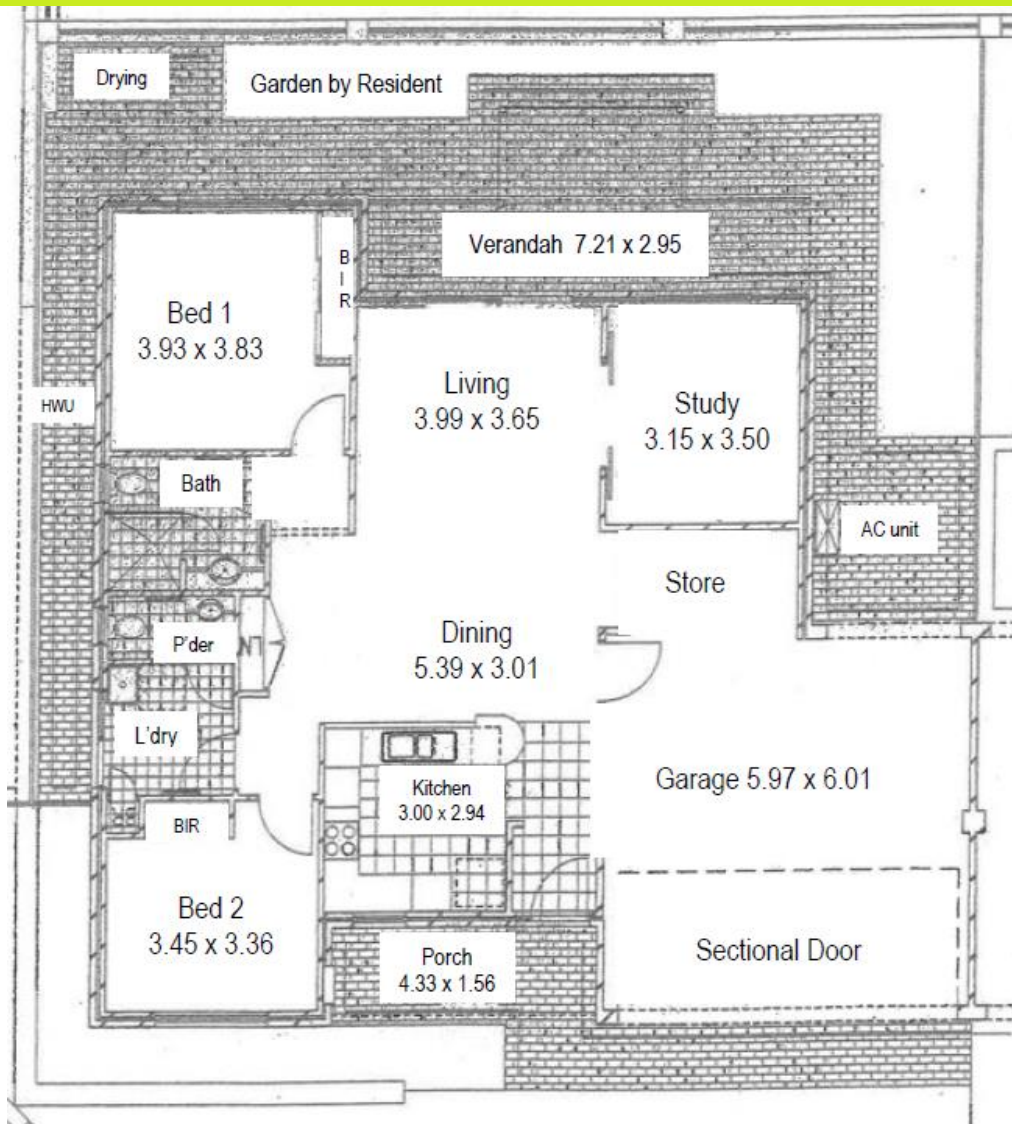 Drying
Garden by Resident
Verandah 7.21 x 2.95
B
I
R
Bed 1
3.93 x 3.83
Living
3.99 x 3.65
Study
3.15 x 3.50
HWU
Bath
AC unit
Store
P'der
LN
Dining
5.39 x 3.01
L'dry
Kitchen
3.00 x 2.94
Garage 5.97 x 6.01
BIR
Bed 2
3.45 x 3.36
Porch
4.33 x 1.56
Sectional Door